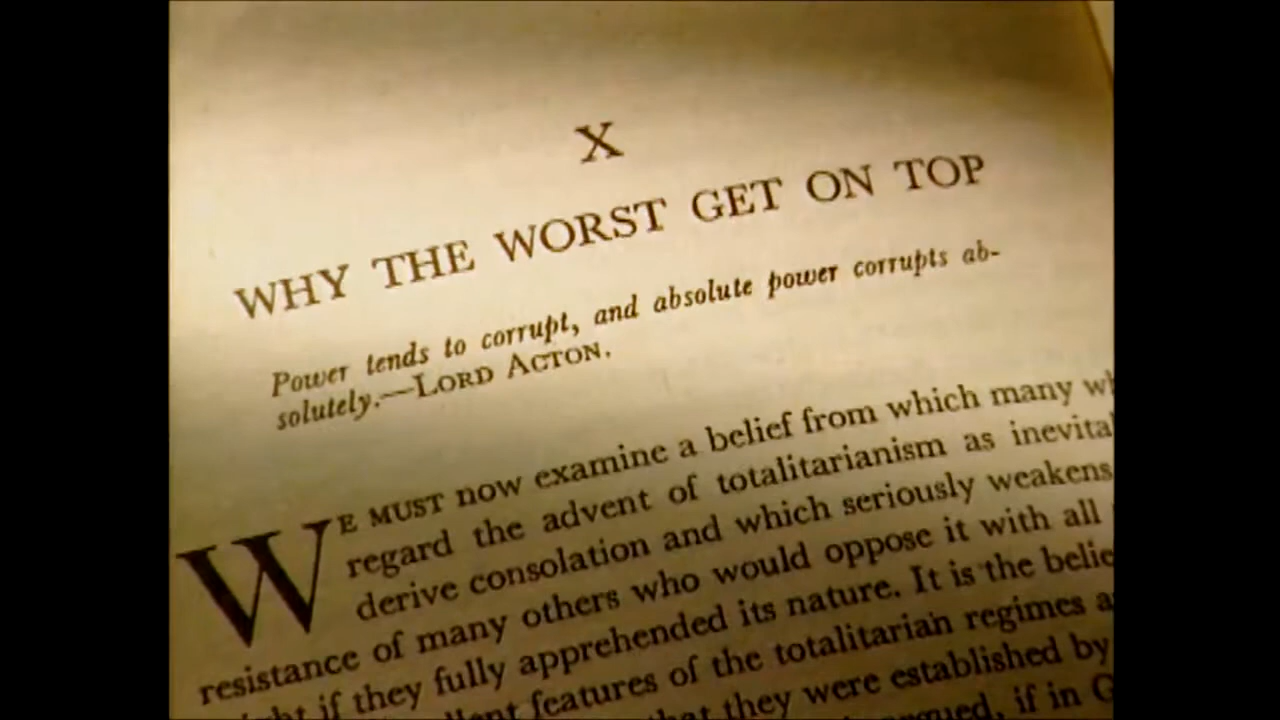 X
WHY THE WORST GET ON TOP
Power tends to corrupt, and absolute power corrupts ab-
solutely.—LORD ACTON.
WE MUST now examine a belief from which many
regard the advent of totalitarianism as
derive consolation and which seriously weakens
resistance of many others who would oppose it with all
if they fully apprehended its nature. It is the
features of the totalitarian regimes
they were established by
if in